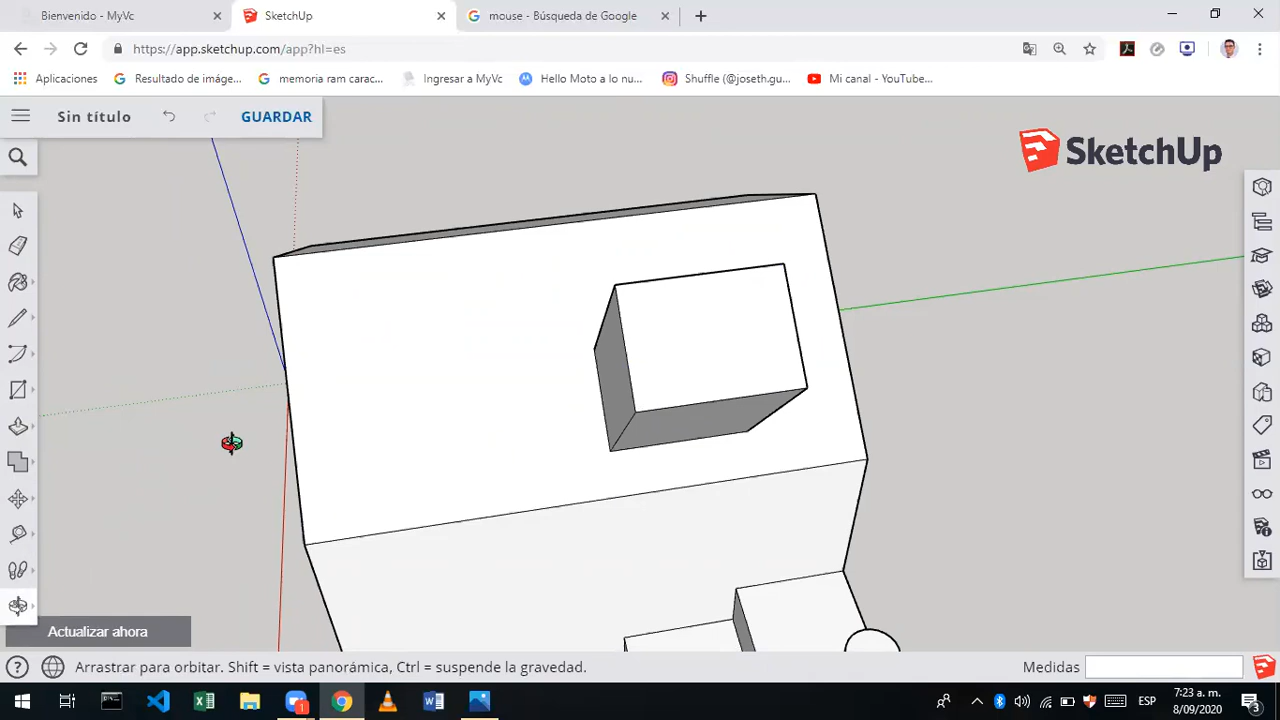 Bienvenido - MyVc
SketchUp
mouse - Búsqueda de Google
https://app.sketchup.com/app?hl=es
Aplicaciones
Resultado de imáge...
memoria ram carac...
Ingresar a MyVc
Hello Moto a lo nu...
Shuffle (@joseth.gu...
Mi canal - YouTube...
Sin título
GUARDAR
SketchUp
Actualizar ahora
Arrastrar para orbitar. Shift = vista panorámica, Ctrl = suspende la gravedad.
Medidas
1
ESP
7:23 a. m.
8/09/2020
3